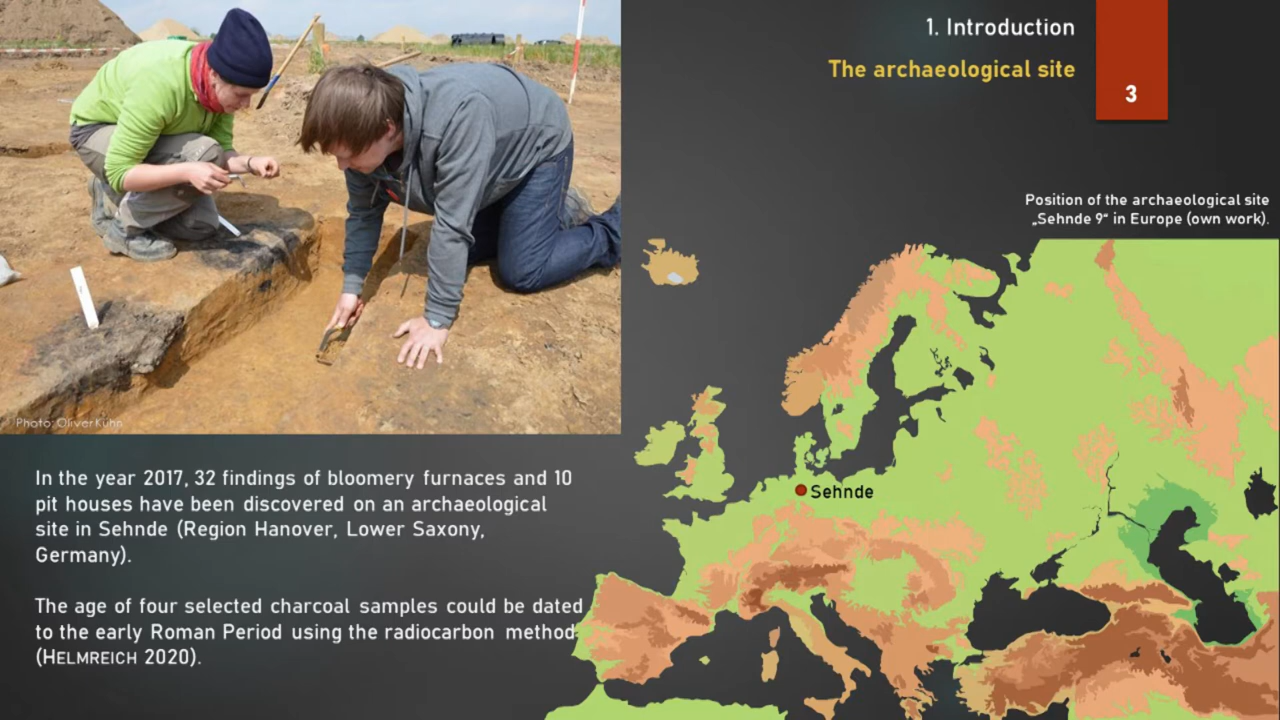 1. Introduction
The archaeological site
3
Position of the archaeological site
„Sehnde 9“ in Europe (own work).
Photo: Oliver Kühn
Sehnde
In the year 2017, 32 findings of bloomery furnaces and 10
pit houses have been discovered on an archaeological
site in Sehnde (Region Hanover, Lower Saxony,
Germany).
The age of four selected charcoal samples could be dated
to the early Roman Period using the radiocarbon method
(HELMREICH 2020).